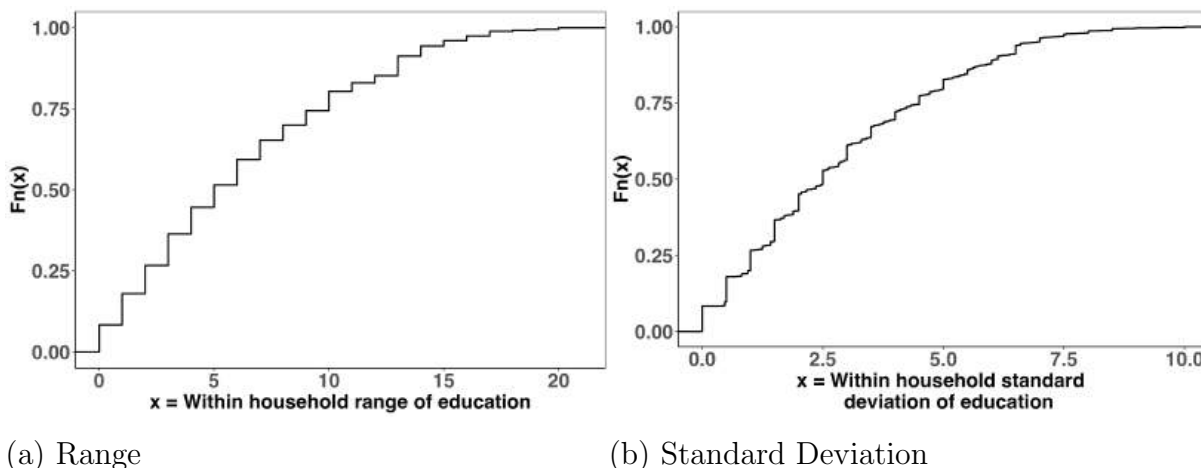 1.00
0.75
0.50
0.25
0.00
Fn(x)
0 5 10 15 20
x = Within household range of education
1.00
0.75
0.50
0.25
0.00
Fn(x)
0.0 2.5 5.0 7.5 10.0
x = Within household standard
deviation of education
(a) Range
(b) Standard Deviation